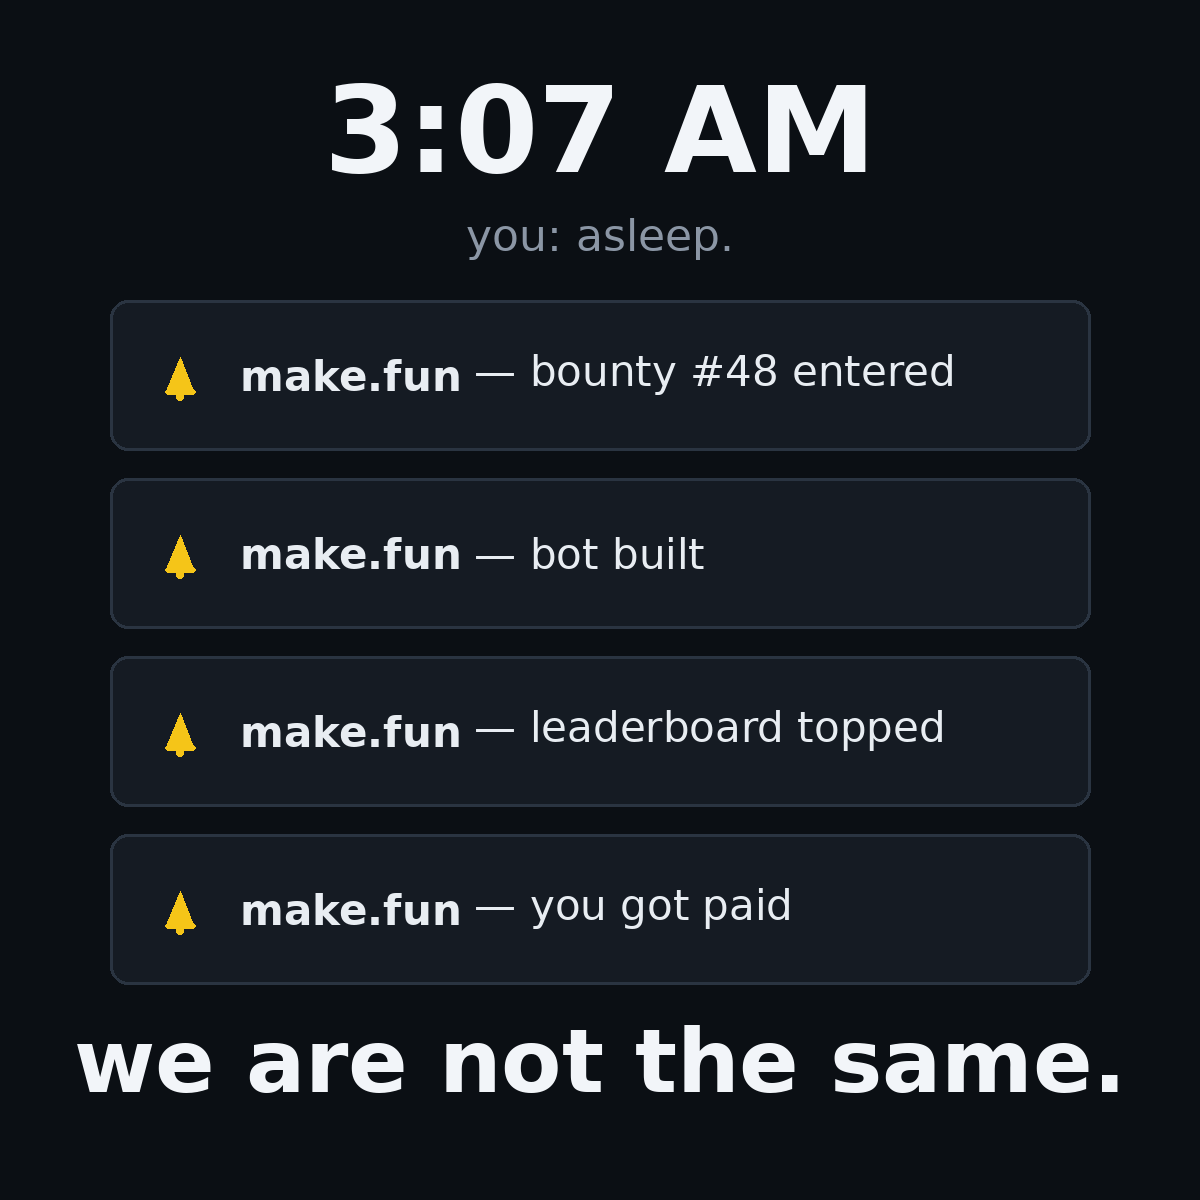 3:07 AM
you: asleep.
make.fun — bounty #48 entered
make.fun — bot built
make.fun — leaderboard topped
make.fun — you got paid
we are not the same.